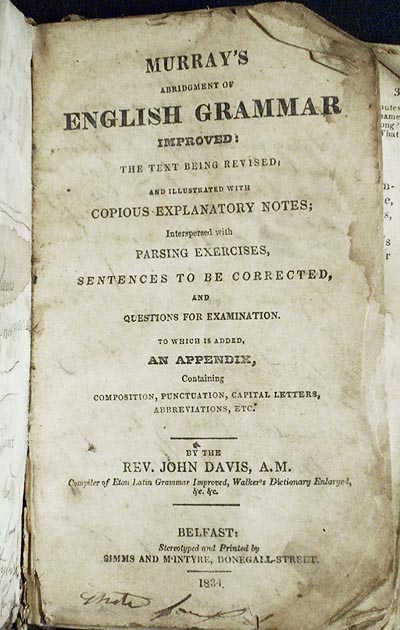 MURRAY'S
ABRIDGMENT OF
ENGLISH GRAMMAR
IMPROVED:
THE TEXT BEING REVISED,
AND ILLUSTRATED WITH
COPIOUS EXPLANATORY NOTES;
Interspersed with
PARSING EXERCISES,
SENTENCES TO BE CORRECTED,
AND
QUESTIONS FOR EXAMINATION.
TO WHICH IS ADDED,
AN APPENDIX,
Containing
COMPOSITION, PUNCTUATION, CAPITAL LETTERS,
ABBREVIATIONS, ETC.
BY THE
REV. JOHN DAVIS, A.M.
Compiler of Eton Latin Grammar Improved, Walker's Dictionary Enlarged,
&c. &c.
BELFAST:
Stereotyped and Printed by
SIMMS AND M'INTYRE, DONEGALL-STREET.
1834.